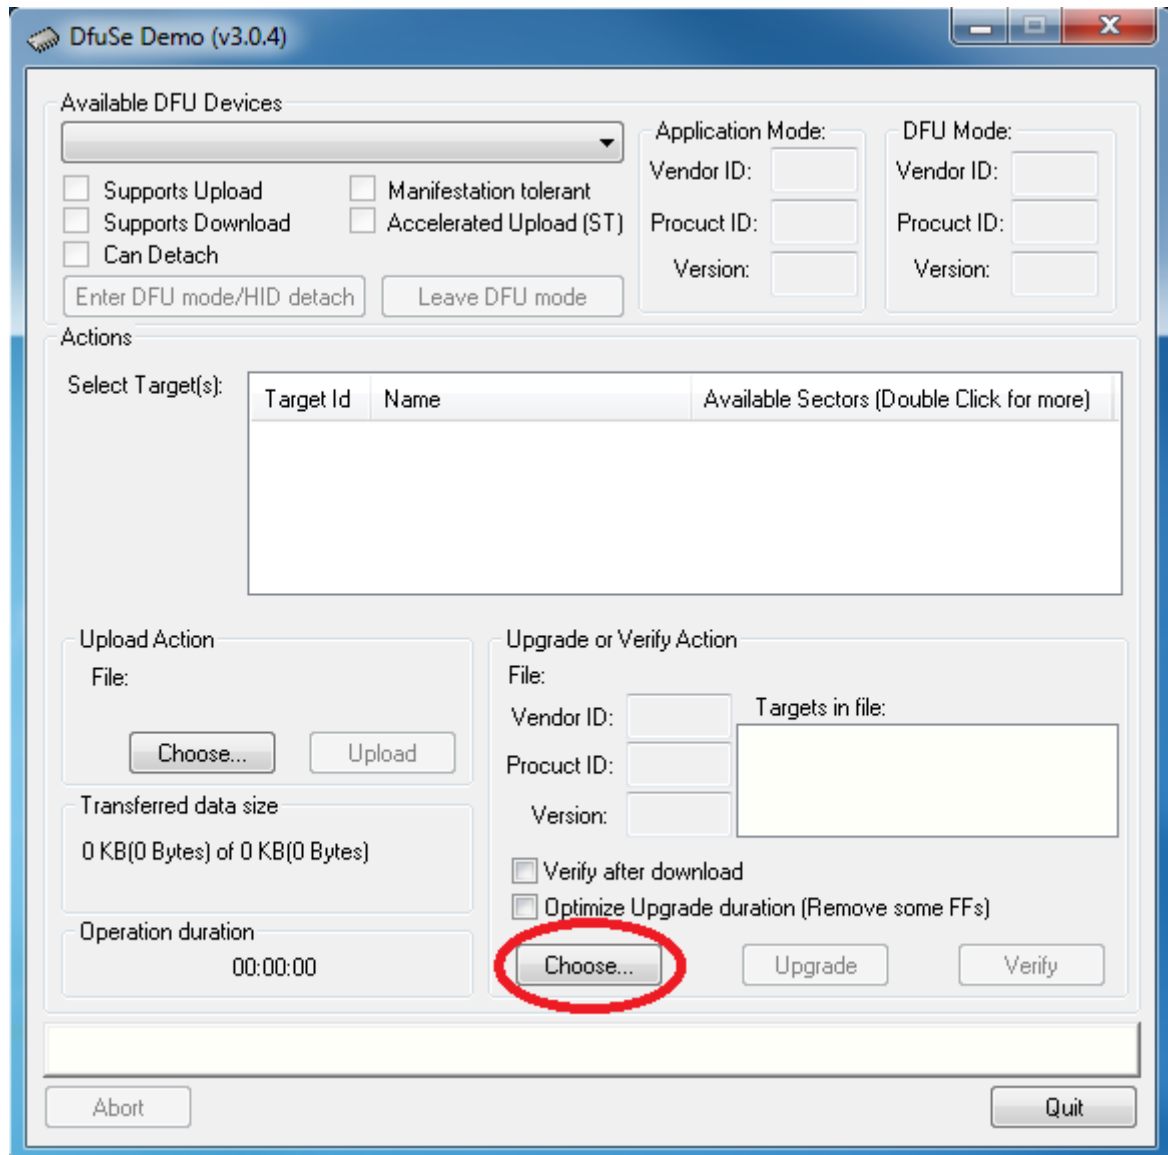 DfuSe Demo (v3.0.4)
Available DFU Devices
Supports Upload
Manifestation tolerant
Supports Download
Accelerated Upload (ST)
Can Detach
Enter DFU mode/HID detach
Leave DFU mode
Application Mode:
Vendor ID:
Procuct ID:
Version:
DFU Mode:
Vendor ID:
Procuct ID:
Version:
Actions
Select Target(s):
Target Id Name Available Sectors (Double Click for more)
Upload Action
File:
Choose...
Upload
Transferred data size
0 KB(0 Bytes) of 0 KB(0 Bytes)
Operation duration
00:00:00
Upgrade or Verify Action
File:
Vendor ID:
Procuct ID:
Version:
Targets in file:
Verify after download
Optimize Upgrade duration (Remove some FFs)
Choose...
Upgrade
Verify
Abort
Quit